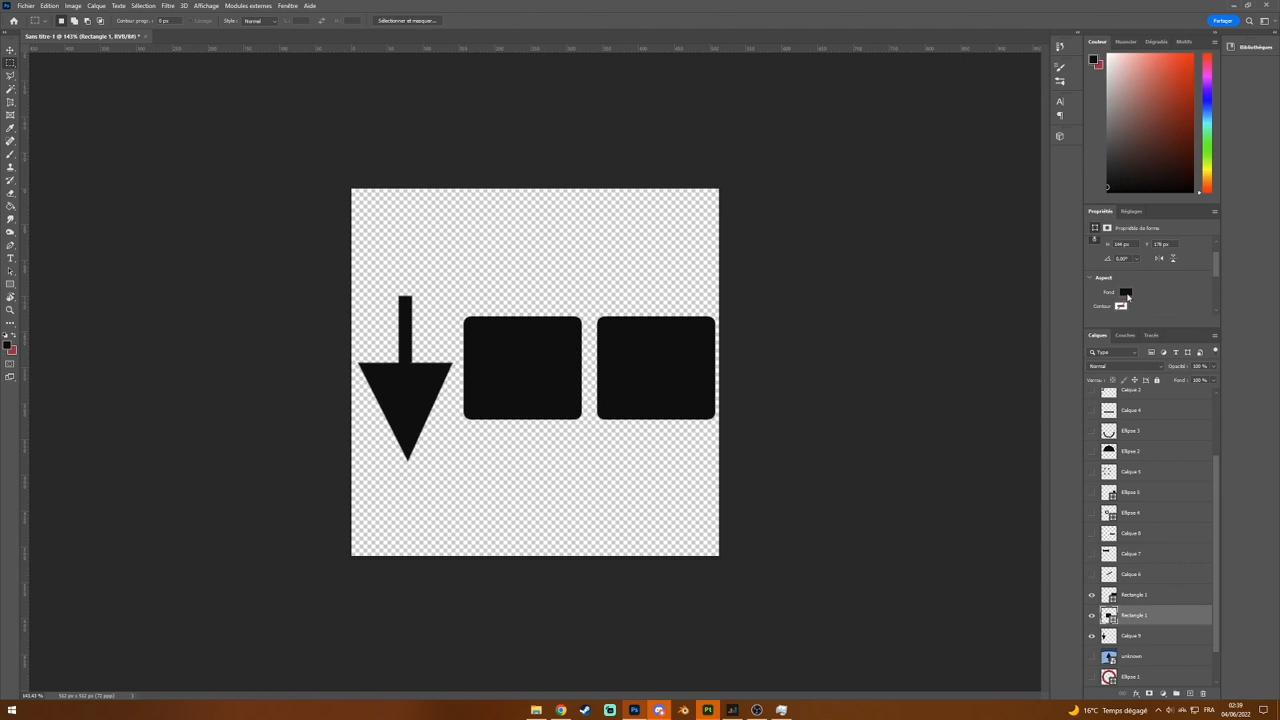 Fichier Edition Image Calque Texte Sélection Filtre 3D Affichage Modules externes Fenêtre Aide
Contour progr. : 0 px Lissage Style : Normal Sélectionner et masquer... Partager
Sans titre-1 @ 143% (Rectangle 1, RVB/8#) * ×
Couleur Nuancier Dégradés Motifs
Bibliothèques
Propriétés Réglages
Propriétés de forme
H 144 px Y 178 px
0,00°
Aspect
Fond
Contour
Calques Couches Tracés
Type
Normal Opacité : 100 %
Verrou : Fond : 100 %
Calque 2
Calque 4
Ellipse 3
Ellipse 2
Calque 5
Ellipse 5
Ellipse 4
Calque 8
Calque 7
Calque 6
Rectangle 1
Rectangle 1
Calque 9
unknown
Ellipse 1
143,43 % 512 px x 512 px (72 ppp)
16°C Temps dégagé FR 02:39
04/06/2022